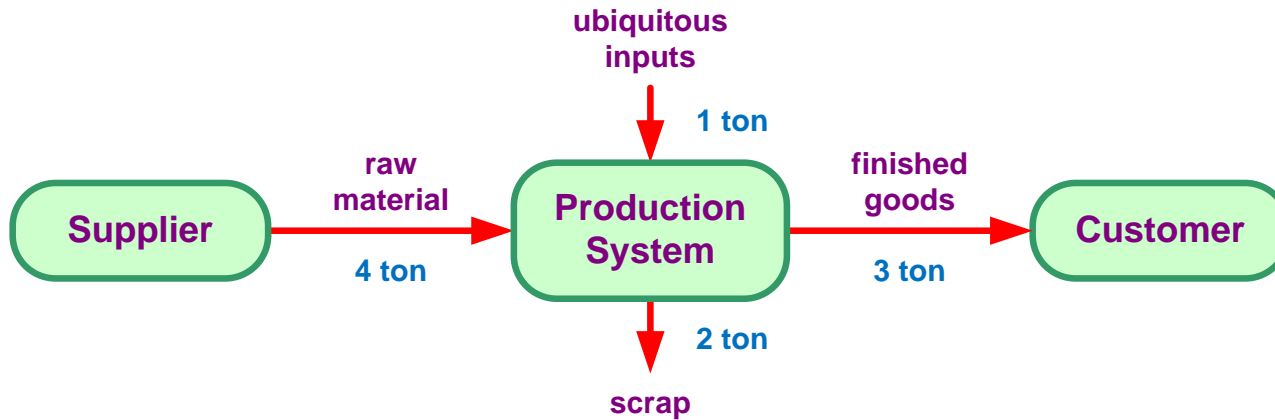 ubiquitous
inputs
1 ton
raw
material
finished
goods
Supplier
Production
System
Customer
4 ton
3 ton
2 ton
scrap